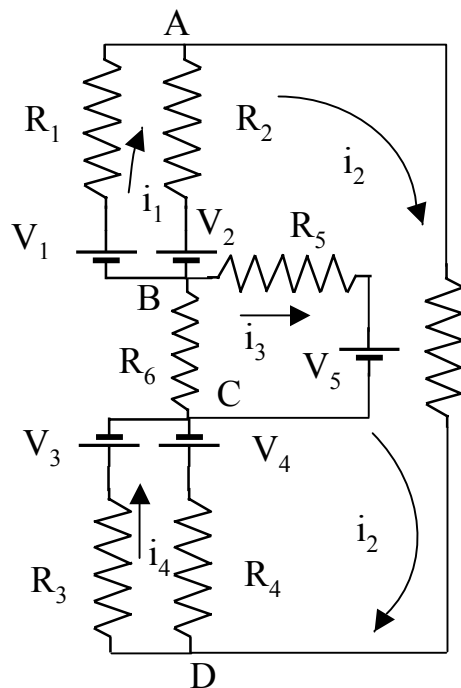 A
R₁
R₂
i₁
i₂
V₁
V₂
R₅
B
i₃
R₆
V₅
C
V₃
V₄
i₂
i₄
R₃
R₄
D